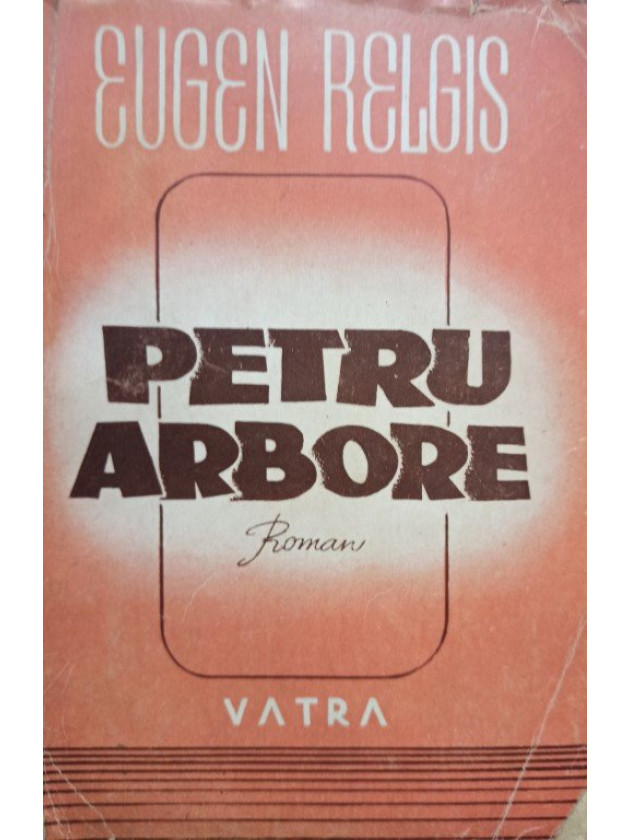 EUGEN RELGIS
PETRU
ARBORE
Roman
VATRA